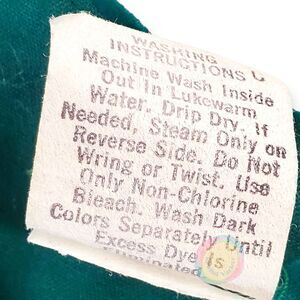 WASHING
INSTRUCTIONS
Machine Wash Inside
Out In Lukewarm
Water. Drip Dry. If
Needed, Steam Only on
Reverse Side. Do Not
Wring or Twist. Use
Only Non-Chlorine
Bleach. Wash Dark
Colors Separately Until
Excess Dye Is
Eliminated